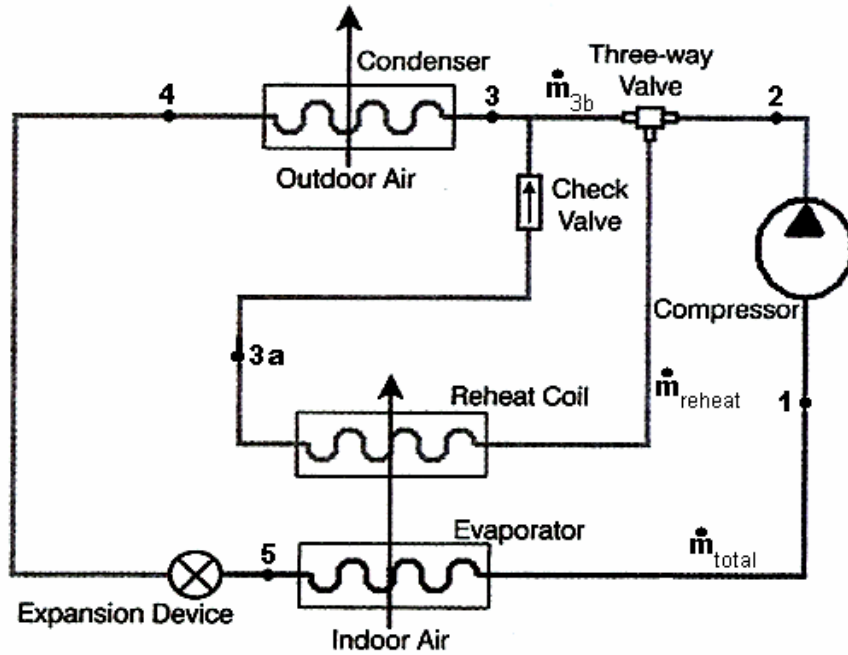 Three-way
Valve
Condenser
4
3
ṁ3b
2
Outdoor Air
Check
Valve
Compressor
3a
Reheat Coil
ṁreheat
1
Evaporator
ṁtotal
5
Expansion Device
Indoor Air